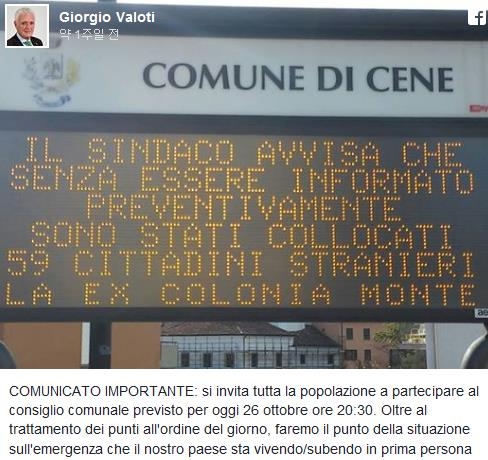 Giorgio Valoti
약 1주일 전
COMUNE DI CENE
IL SINDACO AVVISA CHE
SENZA ESSERE INFORMATO
PREVENTIVAMENTE
SONO STATI COLLOCATI
59 CITTADINI STRANIERI
LA EX COLONIA MONTE
ae
COMUNICATO IMPORTANTE: si invita tutta la popolazione a partecipare al
consiglio comunale previsto per oggi 26 ottobre ore 20:30. Oltre al
trattamento dei punti all'ordine del giorno, faremo il punto della situazione
sull'emergenza che il nostro paese sta vivendo/subendo in prima persona